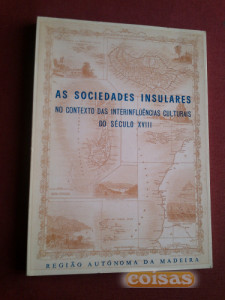 AS SOCIEDADES INSULARES
NO CONTEXTO DAS INTERINFLUÊNCIAS CULTURAIS
DO SÉCULO XVIII
REGIÃO AUTÓNOMA DA MADEIRA
coisas